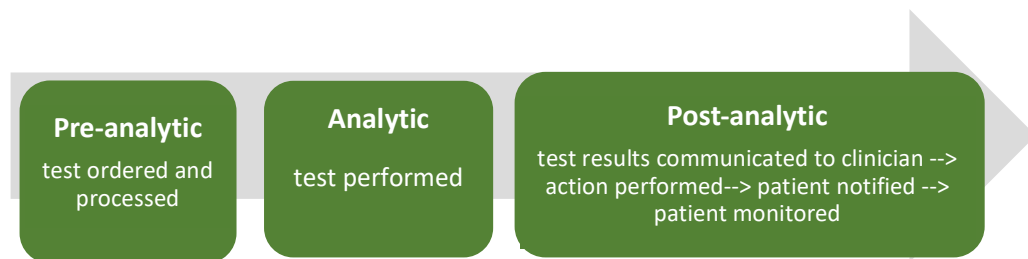 Pre-analytic
test ordered and
processed
Analytic
test performed
Post-analytic
test results communicated to clinician -->
action performed--> patient notified -->
patient monitored